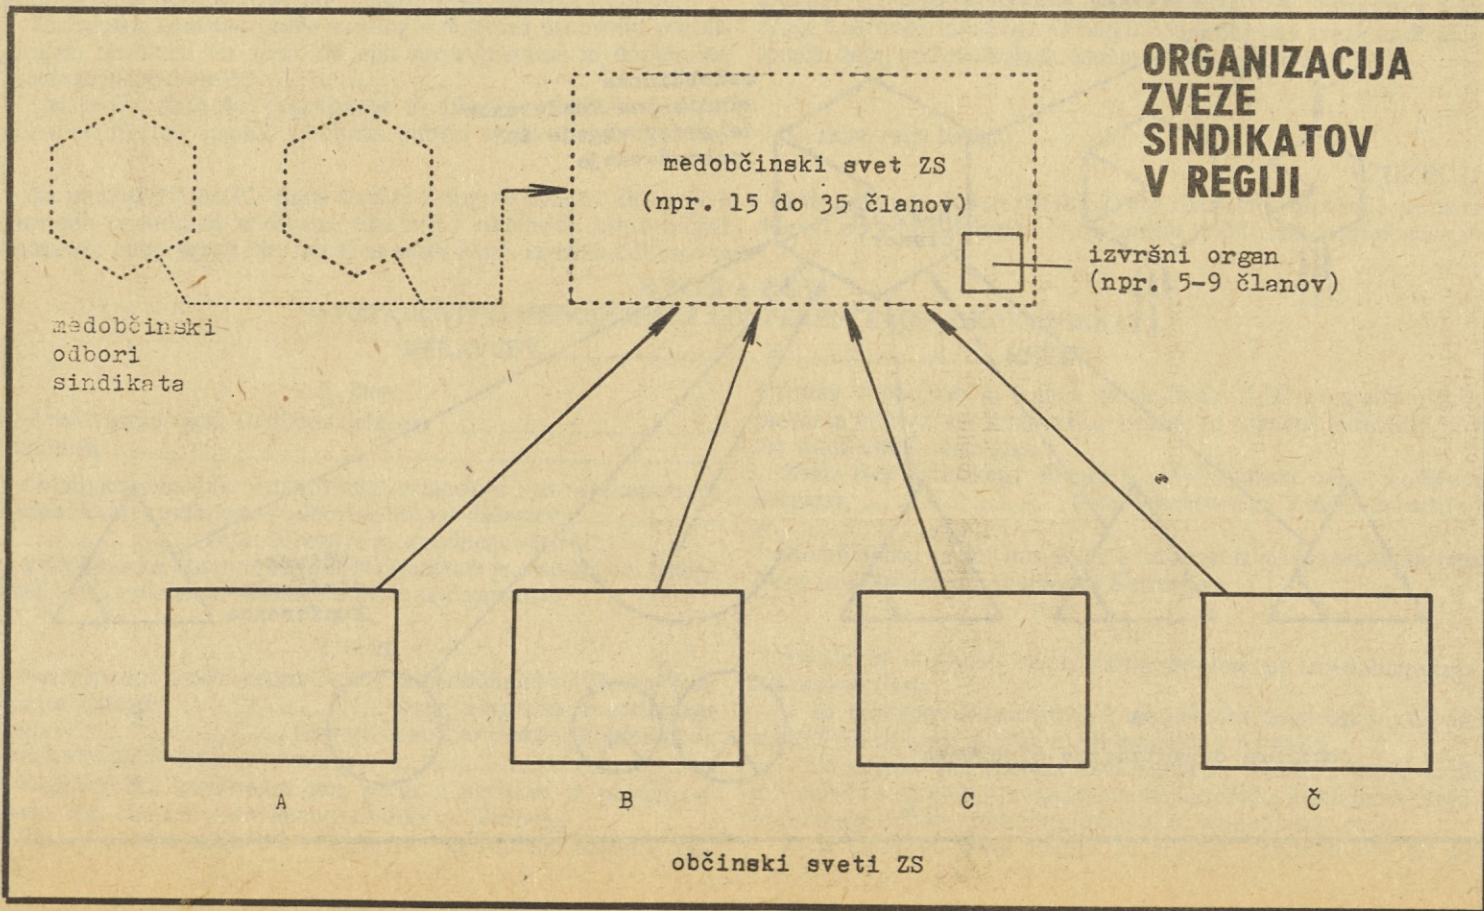 ORGANIZACIJA
ZVEZE
SINDIKATOV
V REGIJI
medobčinski svet ZS
(npr. 15 do 35 članov)
izvršni organ
(npr. 5-9 članov)
medobčinski
odbori
sindikata
A
B
C
Č
občinski sveti ZS